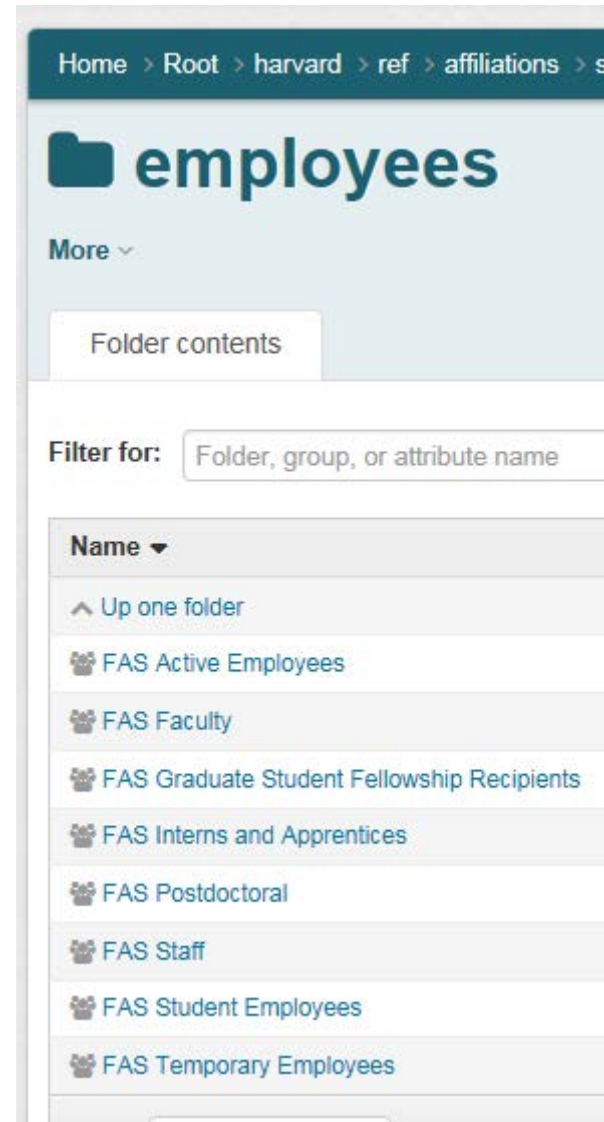 Home > Root > harvard > ref > affiliations > s
employees
More
Folder contents
Filter for: Folder, group, or attribute name
Name
Up one folder
FAS Active Employees
FAS Faculty
FAS Graduate Student Fellowship Recipients
FAS Interns and Apprentices
FAS Postdoctoral
FAS Staff
FAS Student Employees
FAS Temporary Employees